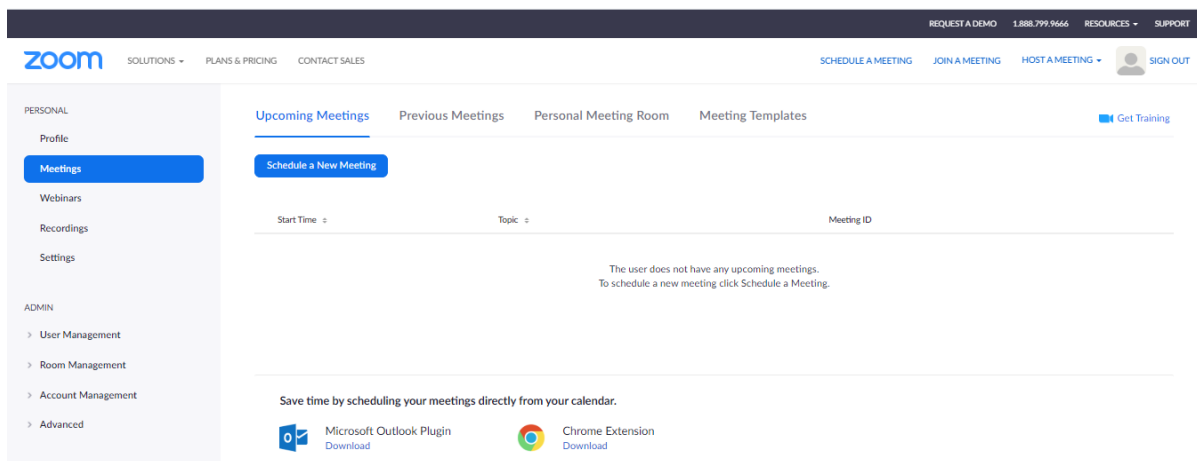 REQUEST A DEMO 1.888.799.9666 RESOURCES SUPPORT
zoom SOLUTIONS PLANS & PRICING CONTACT SALES SCHEDULE A MEETING JOIN A MEETING HOST A MEETING SIGN OUT
PERSONAL
Profile
Meetings
Webinars
Recordings
Settings
ADMIN
User Management
Room Management
Account Management
Advanced
Upcoming Meetings Previous Meetings Personal Meeting Room Meeting Templates Get Training
Schedule a New Meeting
Start Time Topic Meeting ID
The user does not have any upcoming meetings.
To schedule a new meeting click Schedule a Meeting.
Save time by scheduling your meetings directly from your calendar.
Microsoft Outlook Plugin Chrome Extension
Download Download